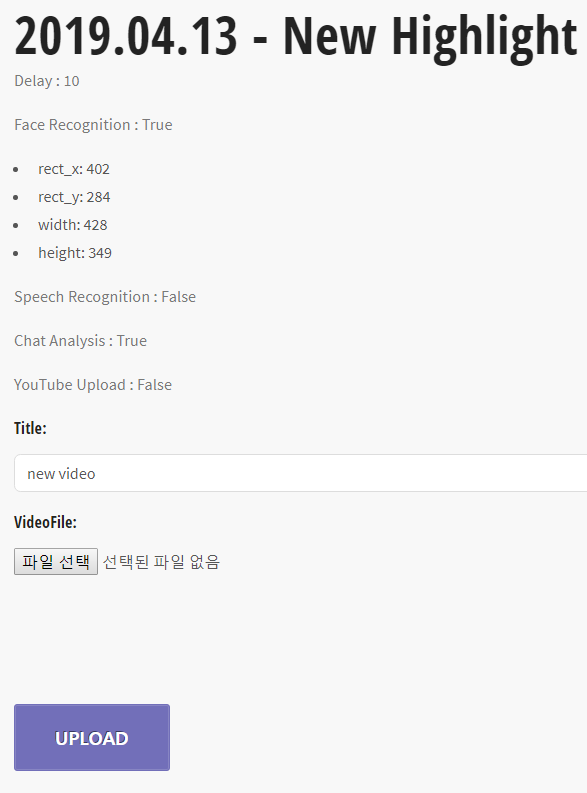 2019.04.13 - New Highlight
Delay : 10
Face Recognition : True
rect_x: 402
rect_y: 284
width: 428
height: 349
Speech Recognition : False
Chat Analysis : True
YouTube Upload : False
Title:
new video
VideoFile:
파일 선택 선택된 파일 없음
UPLOAD